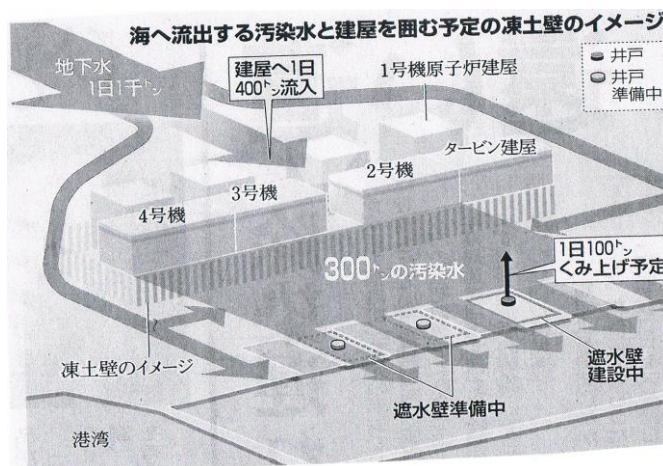 海へ流出する汚染水と建屋を囲む予定の凍土壁のイメージ
地下水
1日1千トン
建屋へ1日
400トン流入
1号機原子炉建屋
井戸
井戸
準備中
タービン建屋
2号機
3号機
4号機
300トンの汚染水
1日100トン
くみ上げ予定
凍土壁のイメージ
遮水壁
建設中
遮水壁準備中
港湾